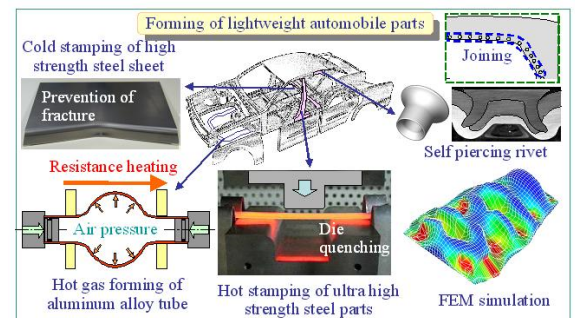 Forming of lightweight automobile parts
Cold stamping of high
strength steel sheet
Prevention of
fracture
Joining
Self piercing rivet
Resistance heating
Air pressure
Hot gas forming of
aluminum alloy tube
Die
quenching
Hot stamping of ultra high
strength steel parts
FEM simulation